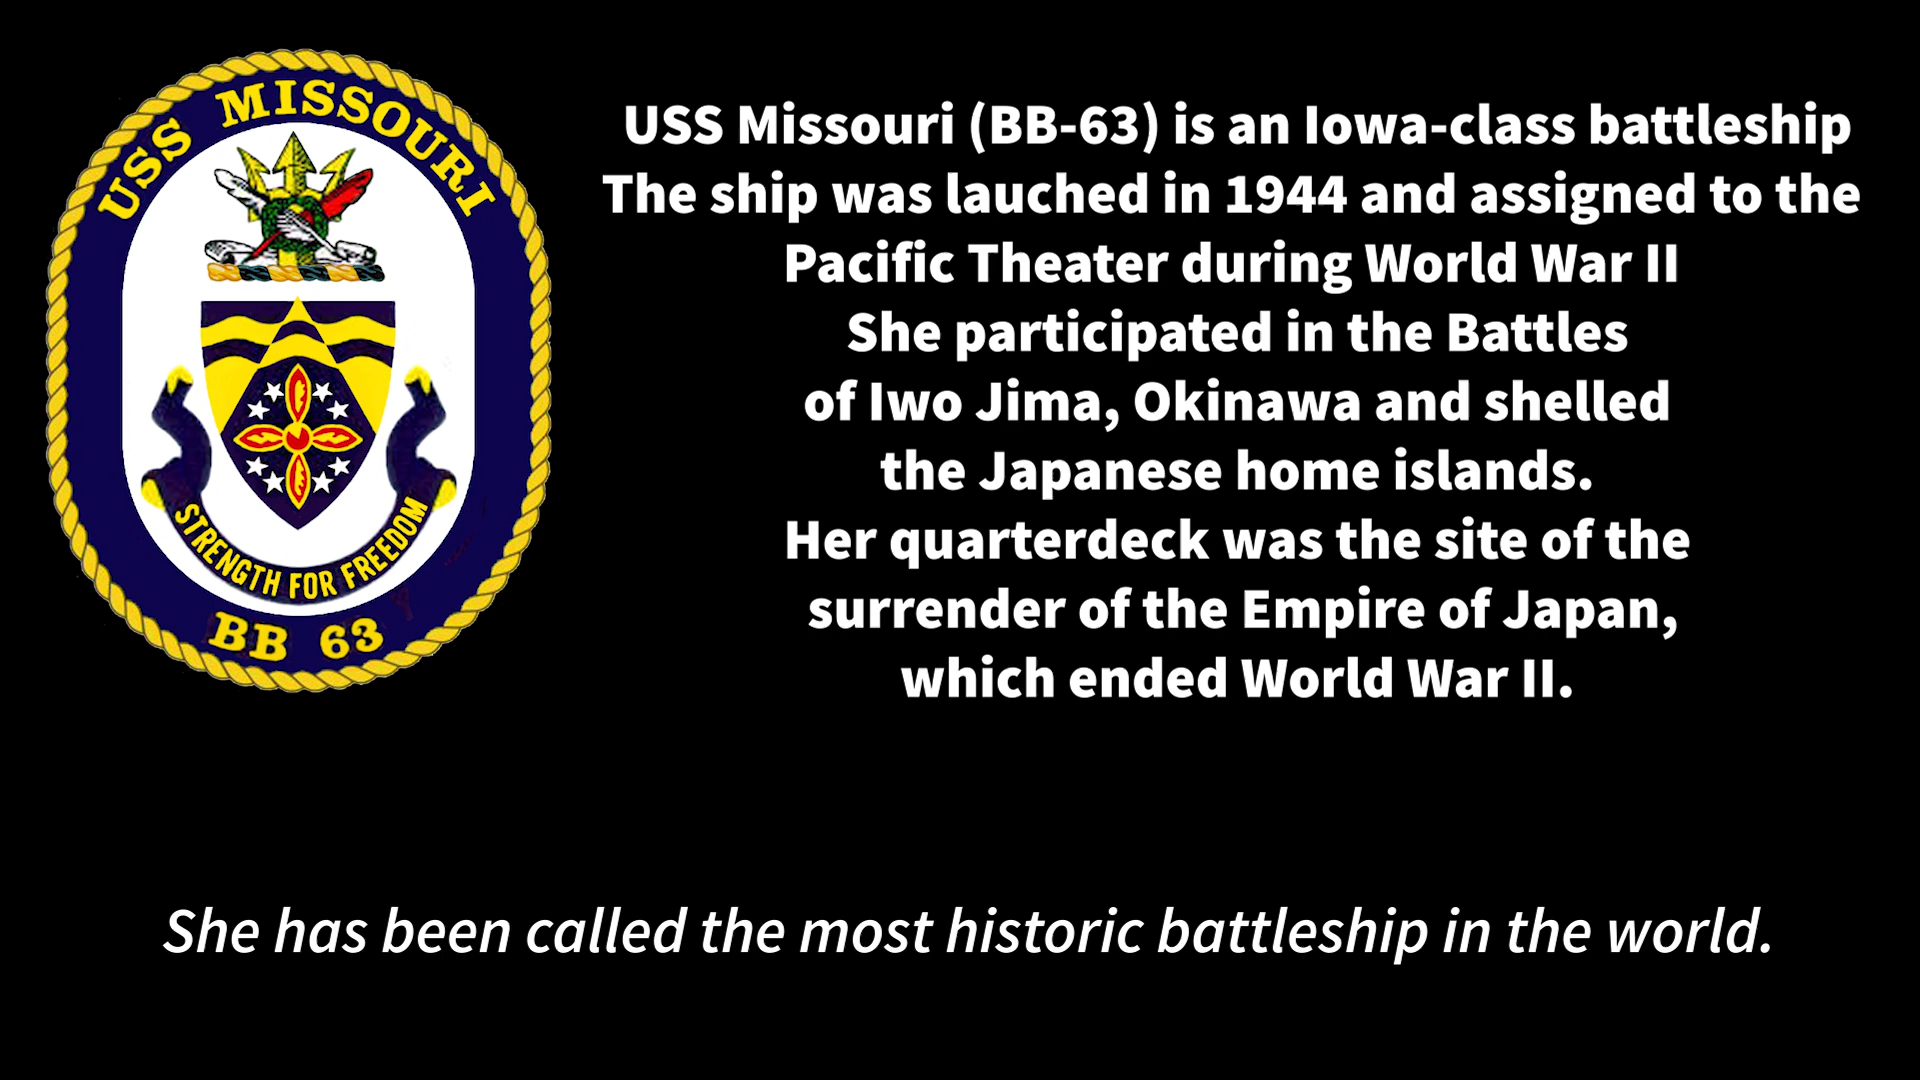 USS MISSOURI
STRENGTH FOR FREEDOM
BB 63
USS Missouri (BB-63) is an Iowa-class battleship
The ship was lauched in 1944 and assigned to the
Pacific Theater during World War II
She participated in the Battles
of Iwo Jima, Okinawa and shelled
the Japanese home islands.
Her quarterdeck was the site of the
surrender of the Empire of Japan,
which ended World War II.
She has been called the most historic battleship in the world.